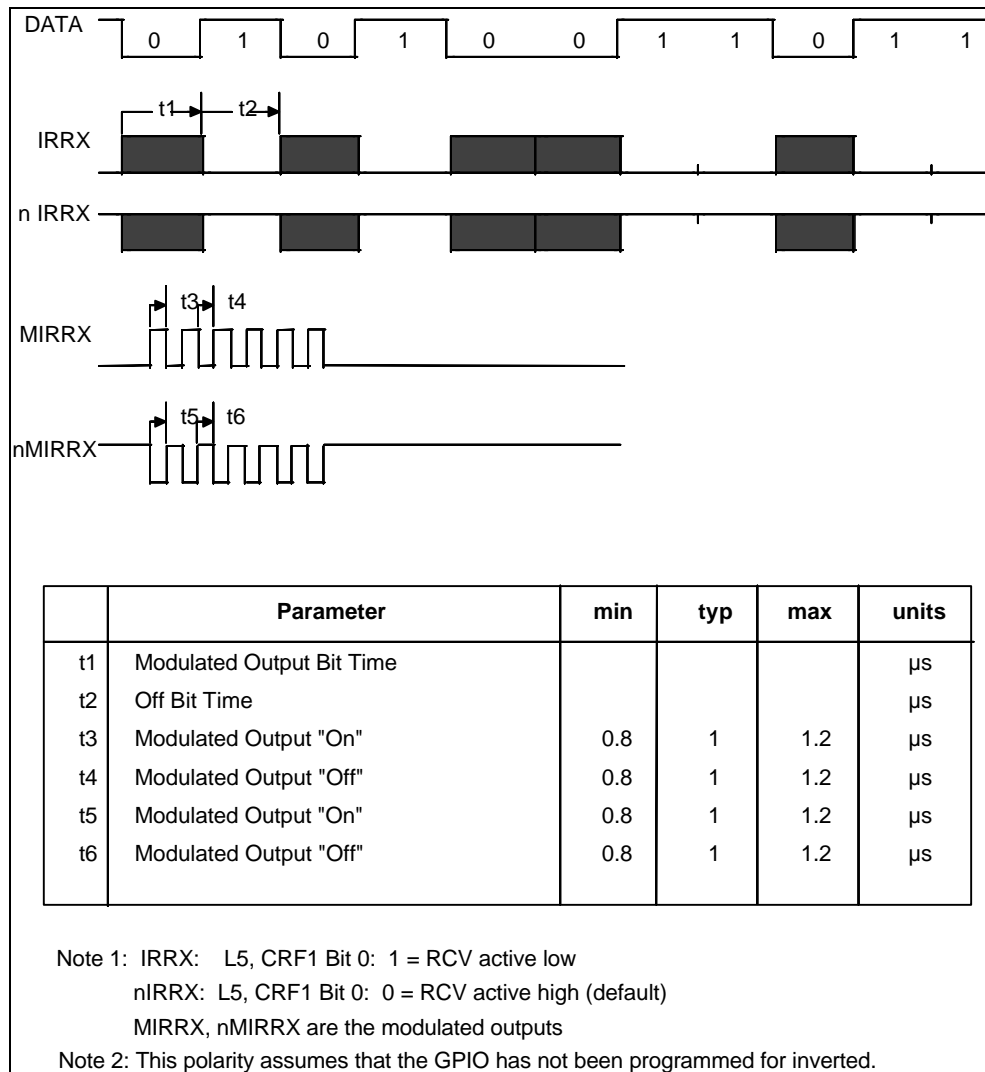 DATA 0 1 0 1 0 0 1 1 0 1 1
t1 t2
IRRX
n IRRX
t3 t4
MIRRX
t5 t6
nMIRRX
Parameter min typ max units
t1 Modulated Output Bit Time µs
t2 Off Bit Time µs
t3 Modulated Output "On" 0.8 1 1.2 µs
t4 Modulated Output "Off" 0.8 1 1.2 µs
t5 Modulated Output "On" 0.8 1 1.2 µs
t6 Modulated Output "Off" 0.8 1 1.2 µs
Note 1: IRRX: L5, CRF1 Bit 0: 1 = RCV active low
nIRRX: L5, CRF1 Bit 0: 0 = RCV active high (default)
MIRRX, nMIRRX are the modulated outputs
Note 2: This polarity assumes that the GPIO has not been programmed for inverted.